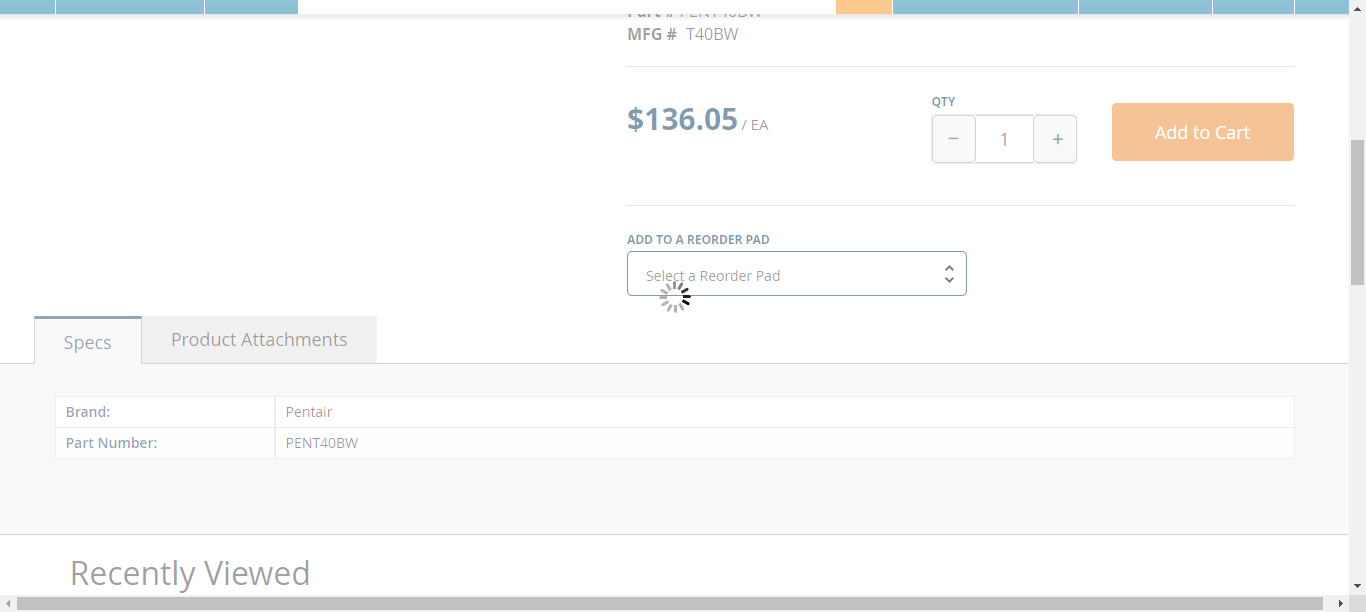 Part # PENT40BW
MFG # T40BW
$136.05 / EA
QTY
− 1 +
Add to Cart
ADD TO A REORDER PAD
Select a Reorder Pad
Specs
Product Attachments
Brand: Pentair
Part Number: PENT40BW
Recently Viewed